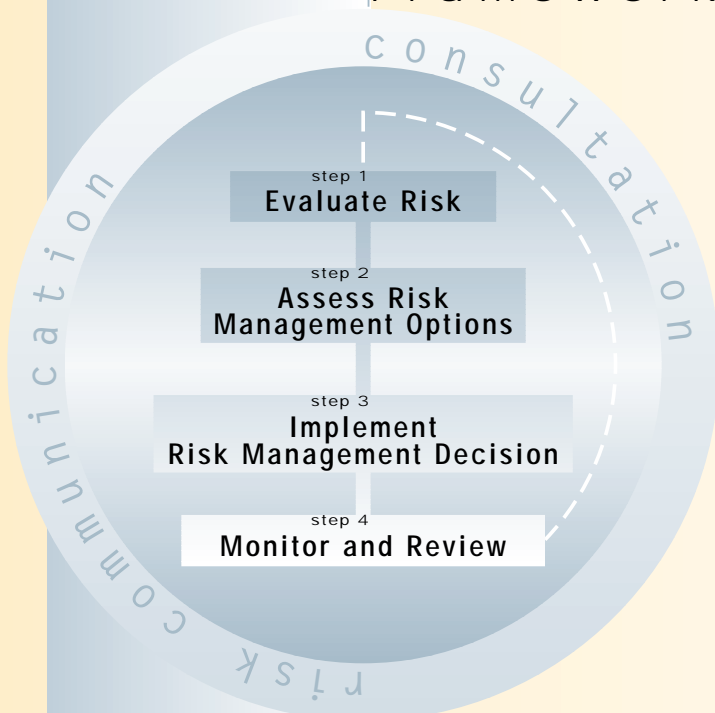 consultation
step 1
Evaluate Risk
step 2
Assess Risk
Management Options
step 3
Implement
Risk Management Decision
step 4
Monitor and Review
risk communication